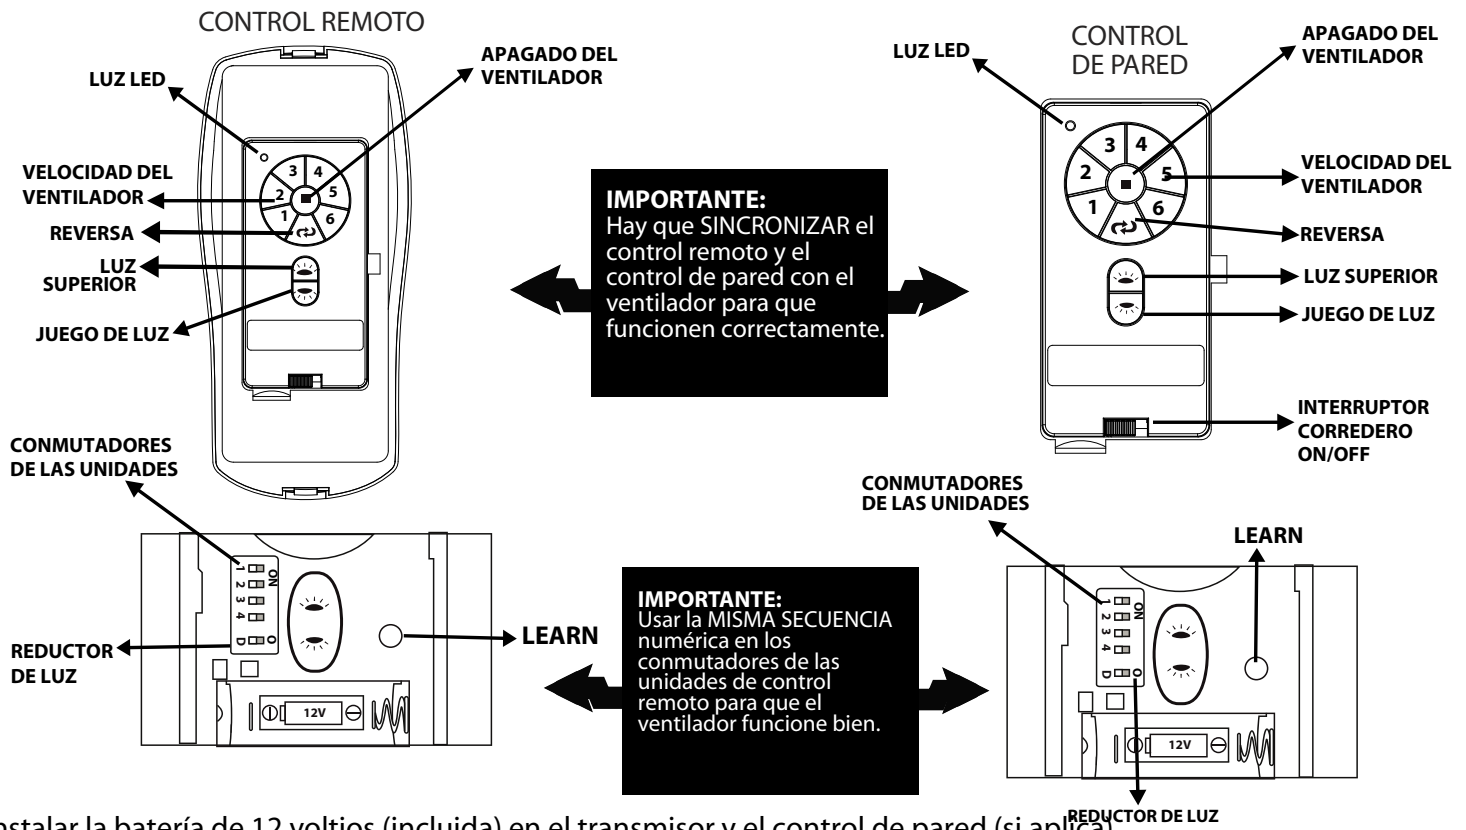 CONTROL REMOTO
APAGADO DEL
VENTILADOR
LUZ LED
VELOCIDAD DEL
VENTILADOR
REVERSA
LUZ
SUPERIOR
JUEGO DE LUZ
3 4
2 5
1 6
IMPORTANTE:
Hay que SINCRONIZAR el
control remoto y el
control de pared con el
ventilador para que
funcionen correctamente.
CONTROL
DE PARED
LUZ LED
APAGADO DEL
VENTILADOR
VELOCIDAD DEL
VENTILADOR
REVERSA
LUZ SUPERIOR
JUEGO DE LUZ
INTERRUPTOR
CORREDERO
ON/OFF
3 4
2 5
1 6
CONMUTADORES
DE LAS UNIDADES
1 ON
2
3
4
D O
REDUCTOR
DE LUZ
LEARN
12V
IMPORTANTE:
Usar la MISMA SECUENCIA
numérica en los
conmutadores de las
unidades de control
remoto para que el
ventilador funcione bien.
CONMUTADORES
DE LAS UNIDADES
LEARN
1 ON
2
3
4
D O
12V
REDUCTOR DE LUZ
nstalar la batería de 12 voltios (incluida) en el transmisor y el control de pared (si aplica)